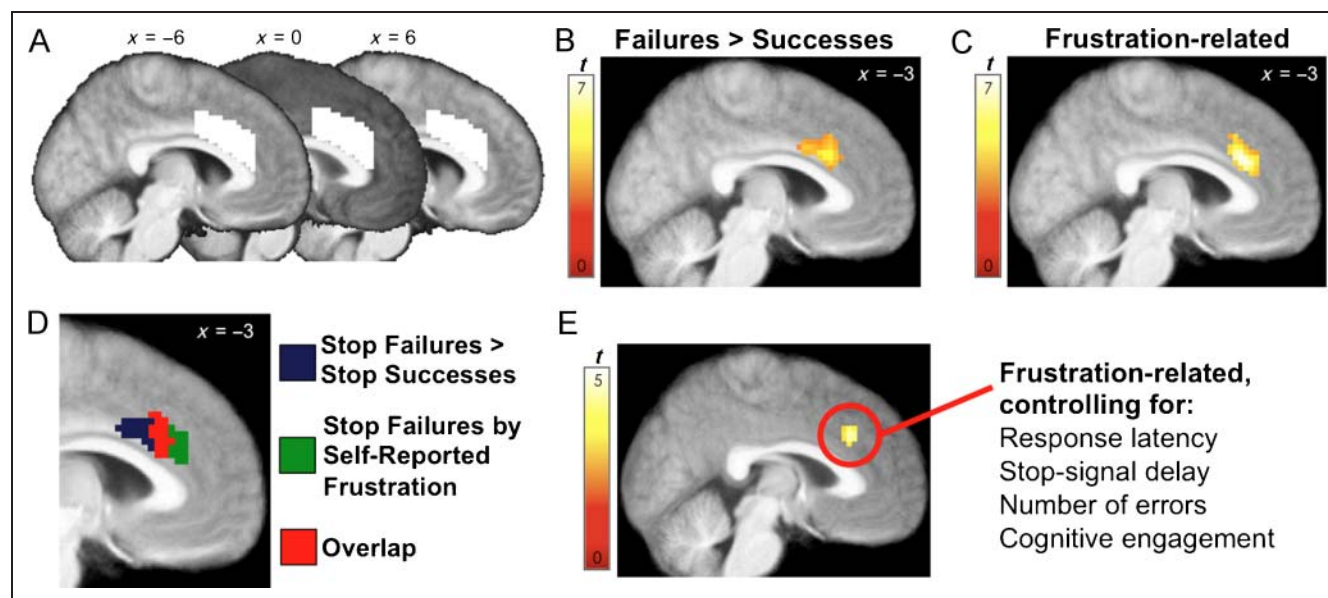 A
x = −6
x = 0
x = 6
B
Failures > Successes
t
7
0
x = −3
C
Frustration-related
t
7
0
x = −3
D
x = −3
Stop Failures >
Stop Successes
Stop Failures by
Self-Reported
Frustration
Overlap
E
t
5
0
Frustration-related,
controlling for:
Response latency
Stop-signal delay
Number of errors
Cognitive engagement